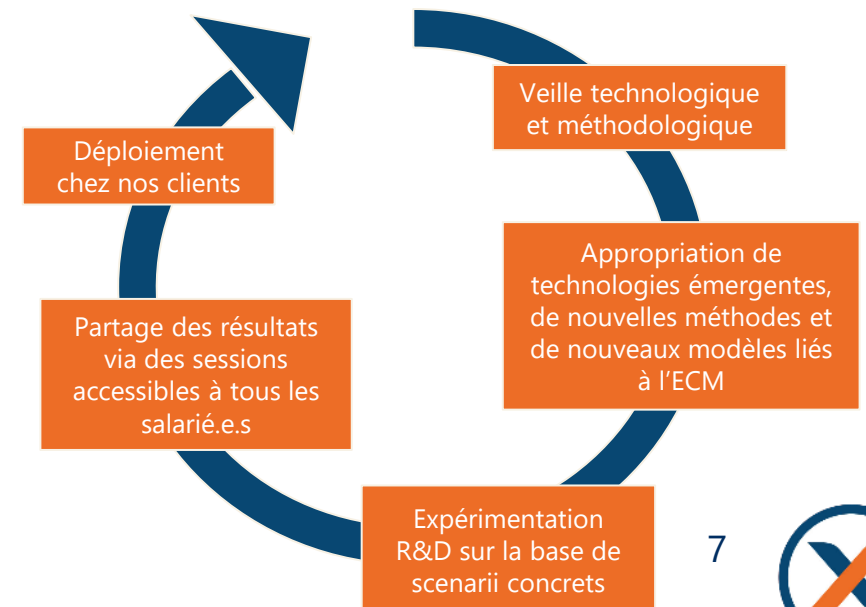 Veille technologique
et méthodologique
Appropriation de
technologies émergentes,
de nouvelles méthodes et
de nouveaux modèles liés
à l’ECM
Expérimentation
R&D sur la base de
scenarii concrets
Partage des résultats
via des sessions
accessibles à tous les
salarié.e.s
Déploiement
chez nos clients
7